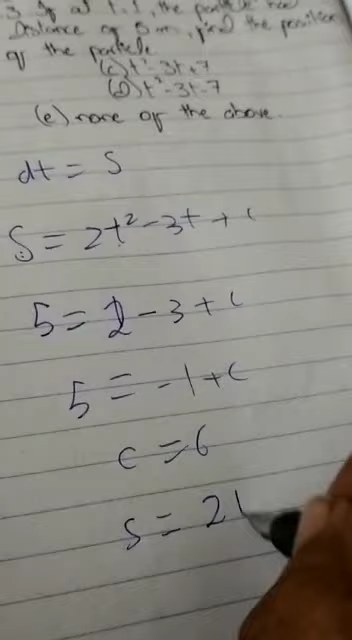 3. If at t=1, the particle has
Distance of 5m, find the position
of the particle.
(c) t²-3t+7
(d) t²-3t-7
(e) none of the above.
dt = S
S = 2t² - 3t + c
5 = 2 - 3 + c
5 = -1 + c
c = 6
s = 2t